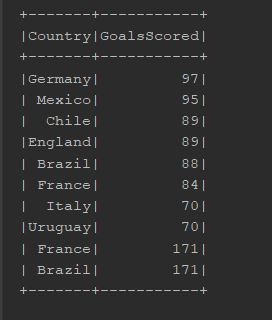 +-------+-----------+
|Country|GoalsScored|
+-------+-----------+
|Germany|         97|
| Mexico|         95|
|  Chile|         89|
|England|         89|
| Brazil|         88|
| France|         84|
|  Italy|         70|
|Uruguay|         70|
| France|        171|
| Brazil|        171|
+-------+-----------+